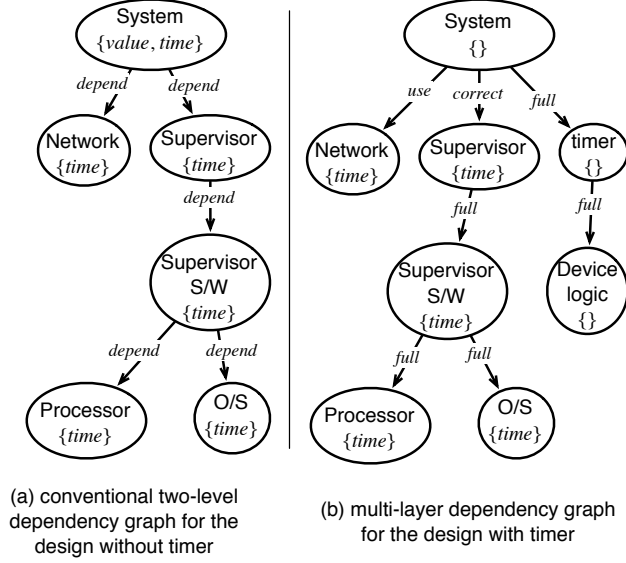 System
{value, time}
depend
depend
Network
{time}
Supervisor
{time}
depend
Supervisor
S/W
{time}
depend
depend
Processor
{time}
O/S
{time}
(a) conventional two-level
dependency graph for the
design without timer
System
{}
use
correct
full
Network
{time}
Supervisor
{time}
timer
{}
full
full
Supervisor
S/W
{time}
Device
logic
{}
full
full
Processor
{time}
O/S
{time}
(b) multi-layer dependency graph
for the design with timer